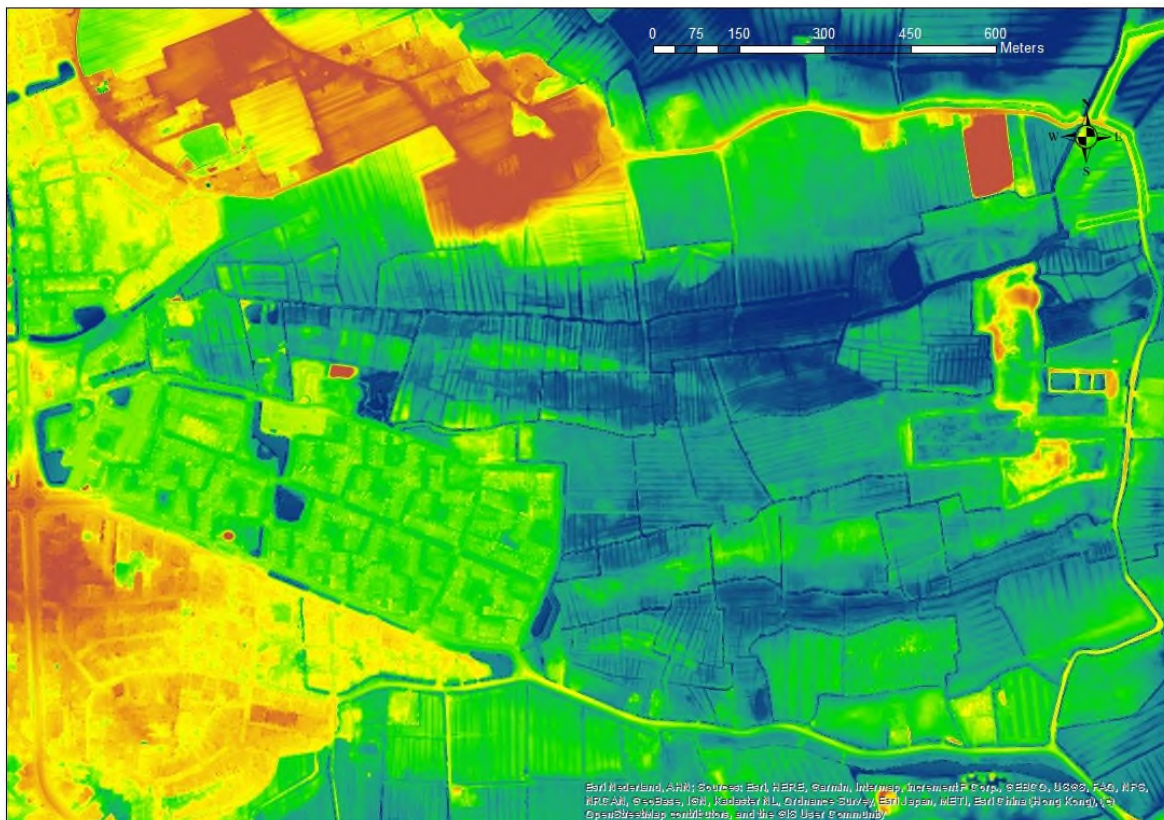 0 75 150 300 450 600
Meters
N
W E
S
Esri Nederland, AHN; Sources: Esri, HERE, Garmin, Intermap, increment P Corp., GEBCO, USGS, FAO, NPS,
NRCAN, GeoBase, IGN, Kadaster NL, Ordnance Survey, Esri Japan, METI, Esri China (Hong Kong), (c)
OpenStreetMap contributors, and the GIS User Community